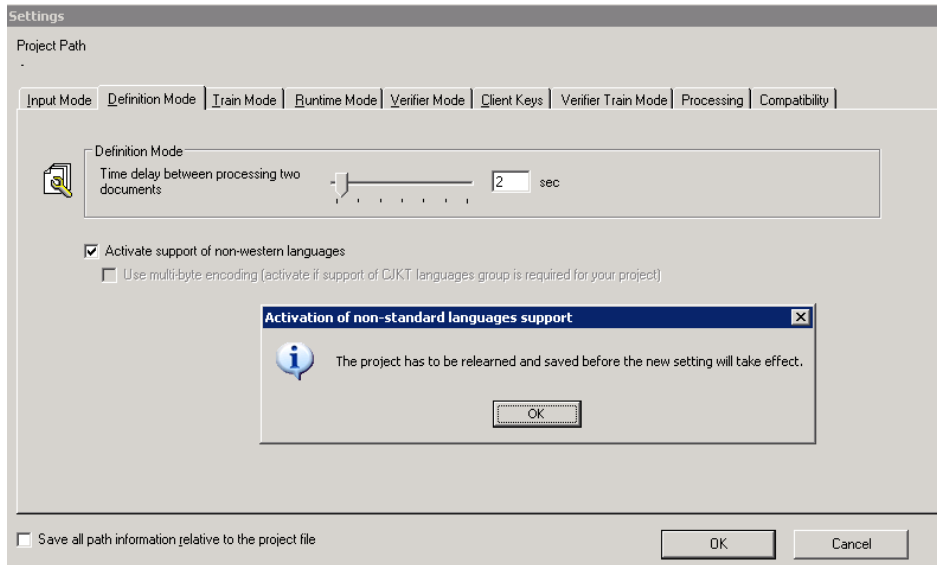 Settings
Project Path
-
Input Mode Definition Mode Train Mode Runtime Mode Verifier Mode Client Keys Verifier Train Mode Processing Compatibility
Definition Mode
Time delay between processing two
documents
2 sec
Activate support of non-western languages
Use multi-byte encoding (activate if support of CJKT languages group is required for your project)
Activation of non-standard languages support
The project has to be relearned and saved before the new setting will take effect.
OK
Save all path information relative to the project file
OK Cancel